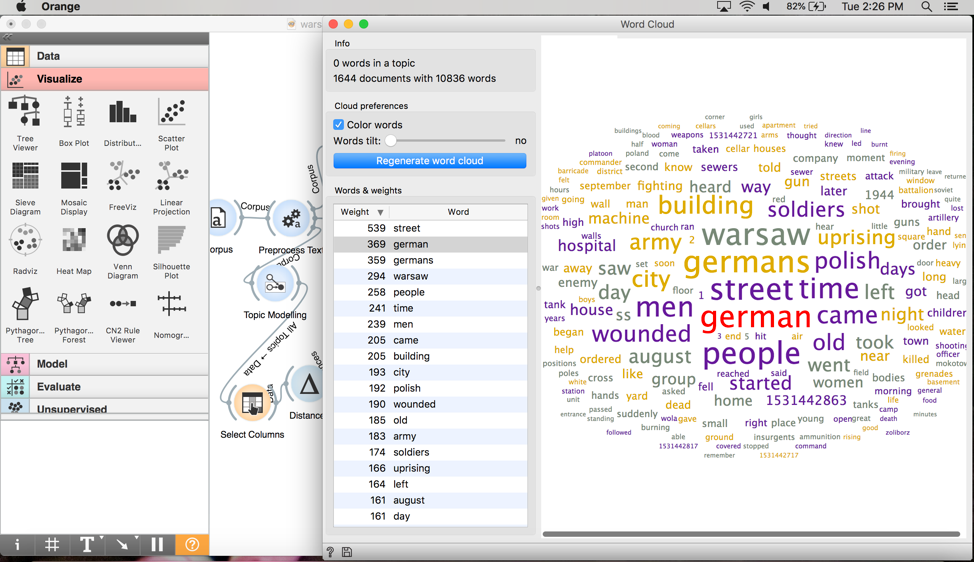 Orange
82%
Tue 2:26 PM
wars
Word Cloud
Data
Visualize
Tree Viewer
Box Plot
Distribut...
Scatter Plot
Sieve Diagram
Mosaic Display
FreeViz
Linear Projection
Radviz
Heat Map
Venn Diagram
Silhouette Plot
Pythagor... Tree
Pythagor... Forest
CN2 Rule Viewer
Nomogr...
Model
Evaluate
Unsupervised
Corpus
orpus
Preprocess Text
Topic Modelling
All Topics → Data
Select Columns
Distance
Info
0 words in a topic
1644 documents with 10836 words
Cloud preferences
Color words
Words tilt:
no
Regenerate word cloud
Words & weights
Weight Word
539 street
369 german
359 germans
294 warsaw
258 people
241 time
239 men
205 came
205 building
193 city
192 polish
190 wounded
185 old
183 army
174 soldiers
166 uprising
164 left
161 august
161 day
corner girls
coming cellars used apartment tried
buildings blood weapons 1531442721 arms thought direction line
half woman taken cellar houses knew led burnt
platoon poland come company moment firing
commander second know sewers told sewer evening
barricade district gun streets attack military leave
felt september fighting heard way later window returne
hours battalion soviet
given going wall man building red soldiers shot 1944 brought quite
work room high machine church ran warsaw hear little guns artillery lost
shots walls hospital army 2 uprising square order hand sen lyin
war away saw set soon germans polish days door heavy
enemy city floor long larg
boys day 1 street time left got head
tank house ss men german came night children
years
began wounded 3 end 5 hit air old took town looked water
help ordered august people went near killed shooting officer mokotow
positions
poles cross like group reached said started women bodies grenades
white fell field morning basement
station hands yard asked home 1531442863 tanks life general
unit dead camp food
entrance passed suddenly wola gave right place young open great death minutes
standing burning small good
followed able ground insurgents ammunition rising zoliborz
1531442817 covered stopped command
remember 1531442717